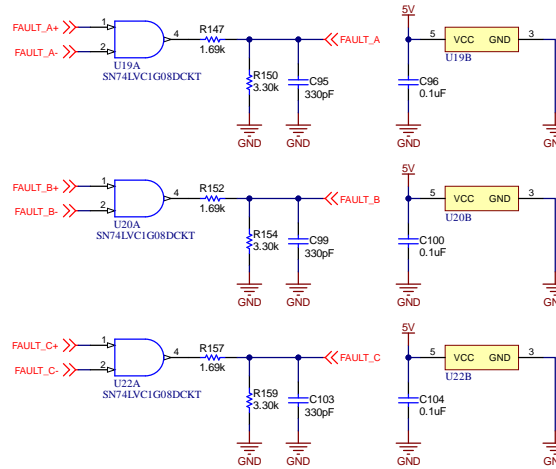 FAULT_A+
FAULT_A-
1
2
4
U19A
SN74LVC1G08DCKT
R147
1.69k
R150
3.30k
C95
330pF
FAULT_A
GND
GND
5V
5
VCC
GND
3
U19B
C96
0.1uF
GND
GND
FAULT_B+
FAULT_B-
1
2
4
U20A
SN74LVC1G08DCKT
R152
1.69k
R154
3.30k
C99
330pF
FAULT_B
GND
GND
5V
5
VCC
GND
3
U20B
C100
0.1uF
GND
GND
FAULT_C+
FAULT_C-
1
2
4
U22A
SN74LVC1G08DCKT
R157
1.69k
R159
3.30k
C103
330pF
FAULT_C
GND
GND
5V
5
VCC
GND
3
U22B
C104
0.1uF
GND
GND